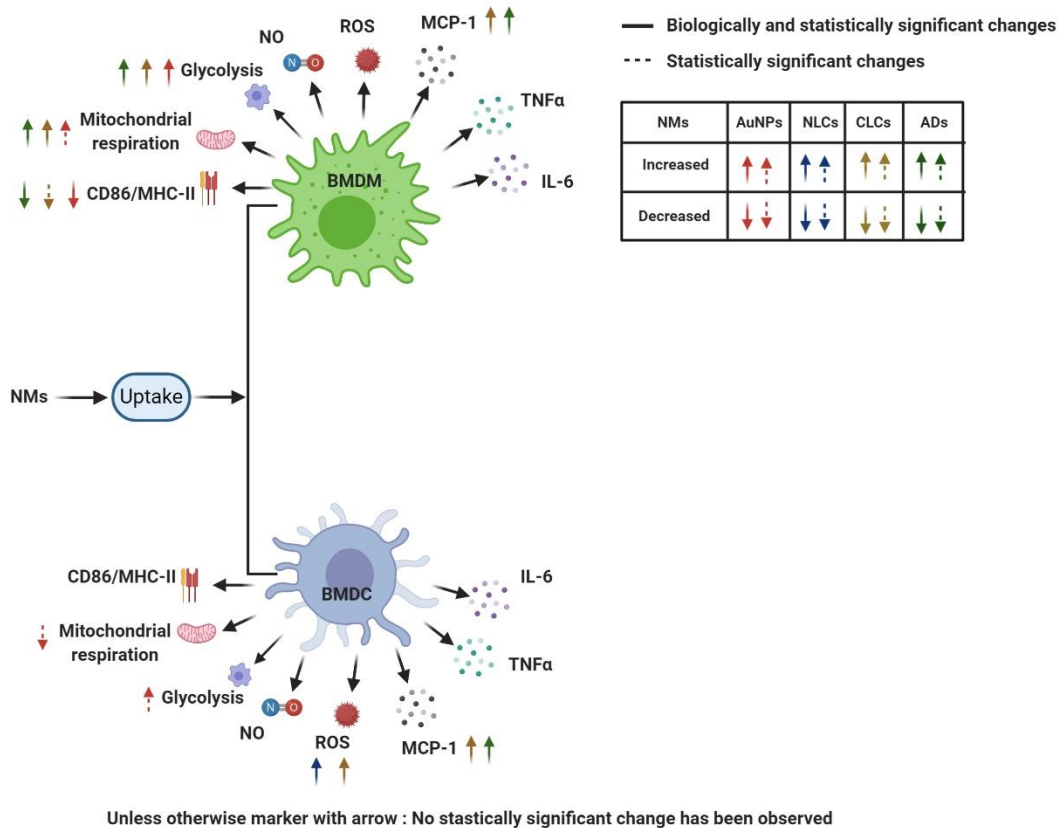 MCP-1
ROS
NO
Glycolysis
TNFα
Mitochondrial
respiration
IL-6
CD86/MHC-II
BMDM
N=O
Biologically and statistically significant changes
Statistically significant changes
NMs AuNPs NLCs CLCs ADs
Increased
Decreased
NMs
Uptake
CD86/MHC-II
BMDC
IL-6
Mitochondrial
respiration
TNFα
Glycolysis
N=O
NO
ROS
MCP-1
Unless otherwise marker with arrow : No stastically significant change has been observed